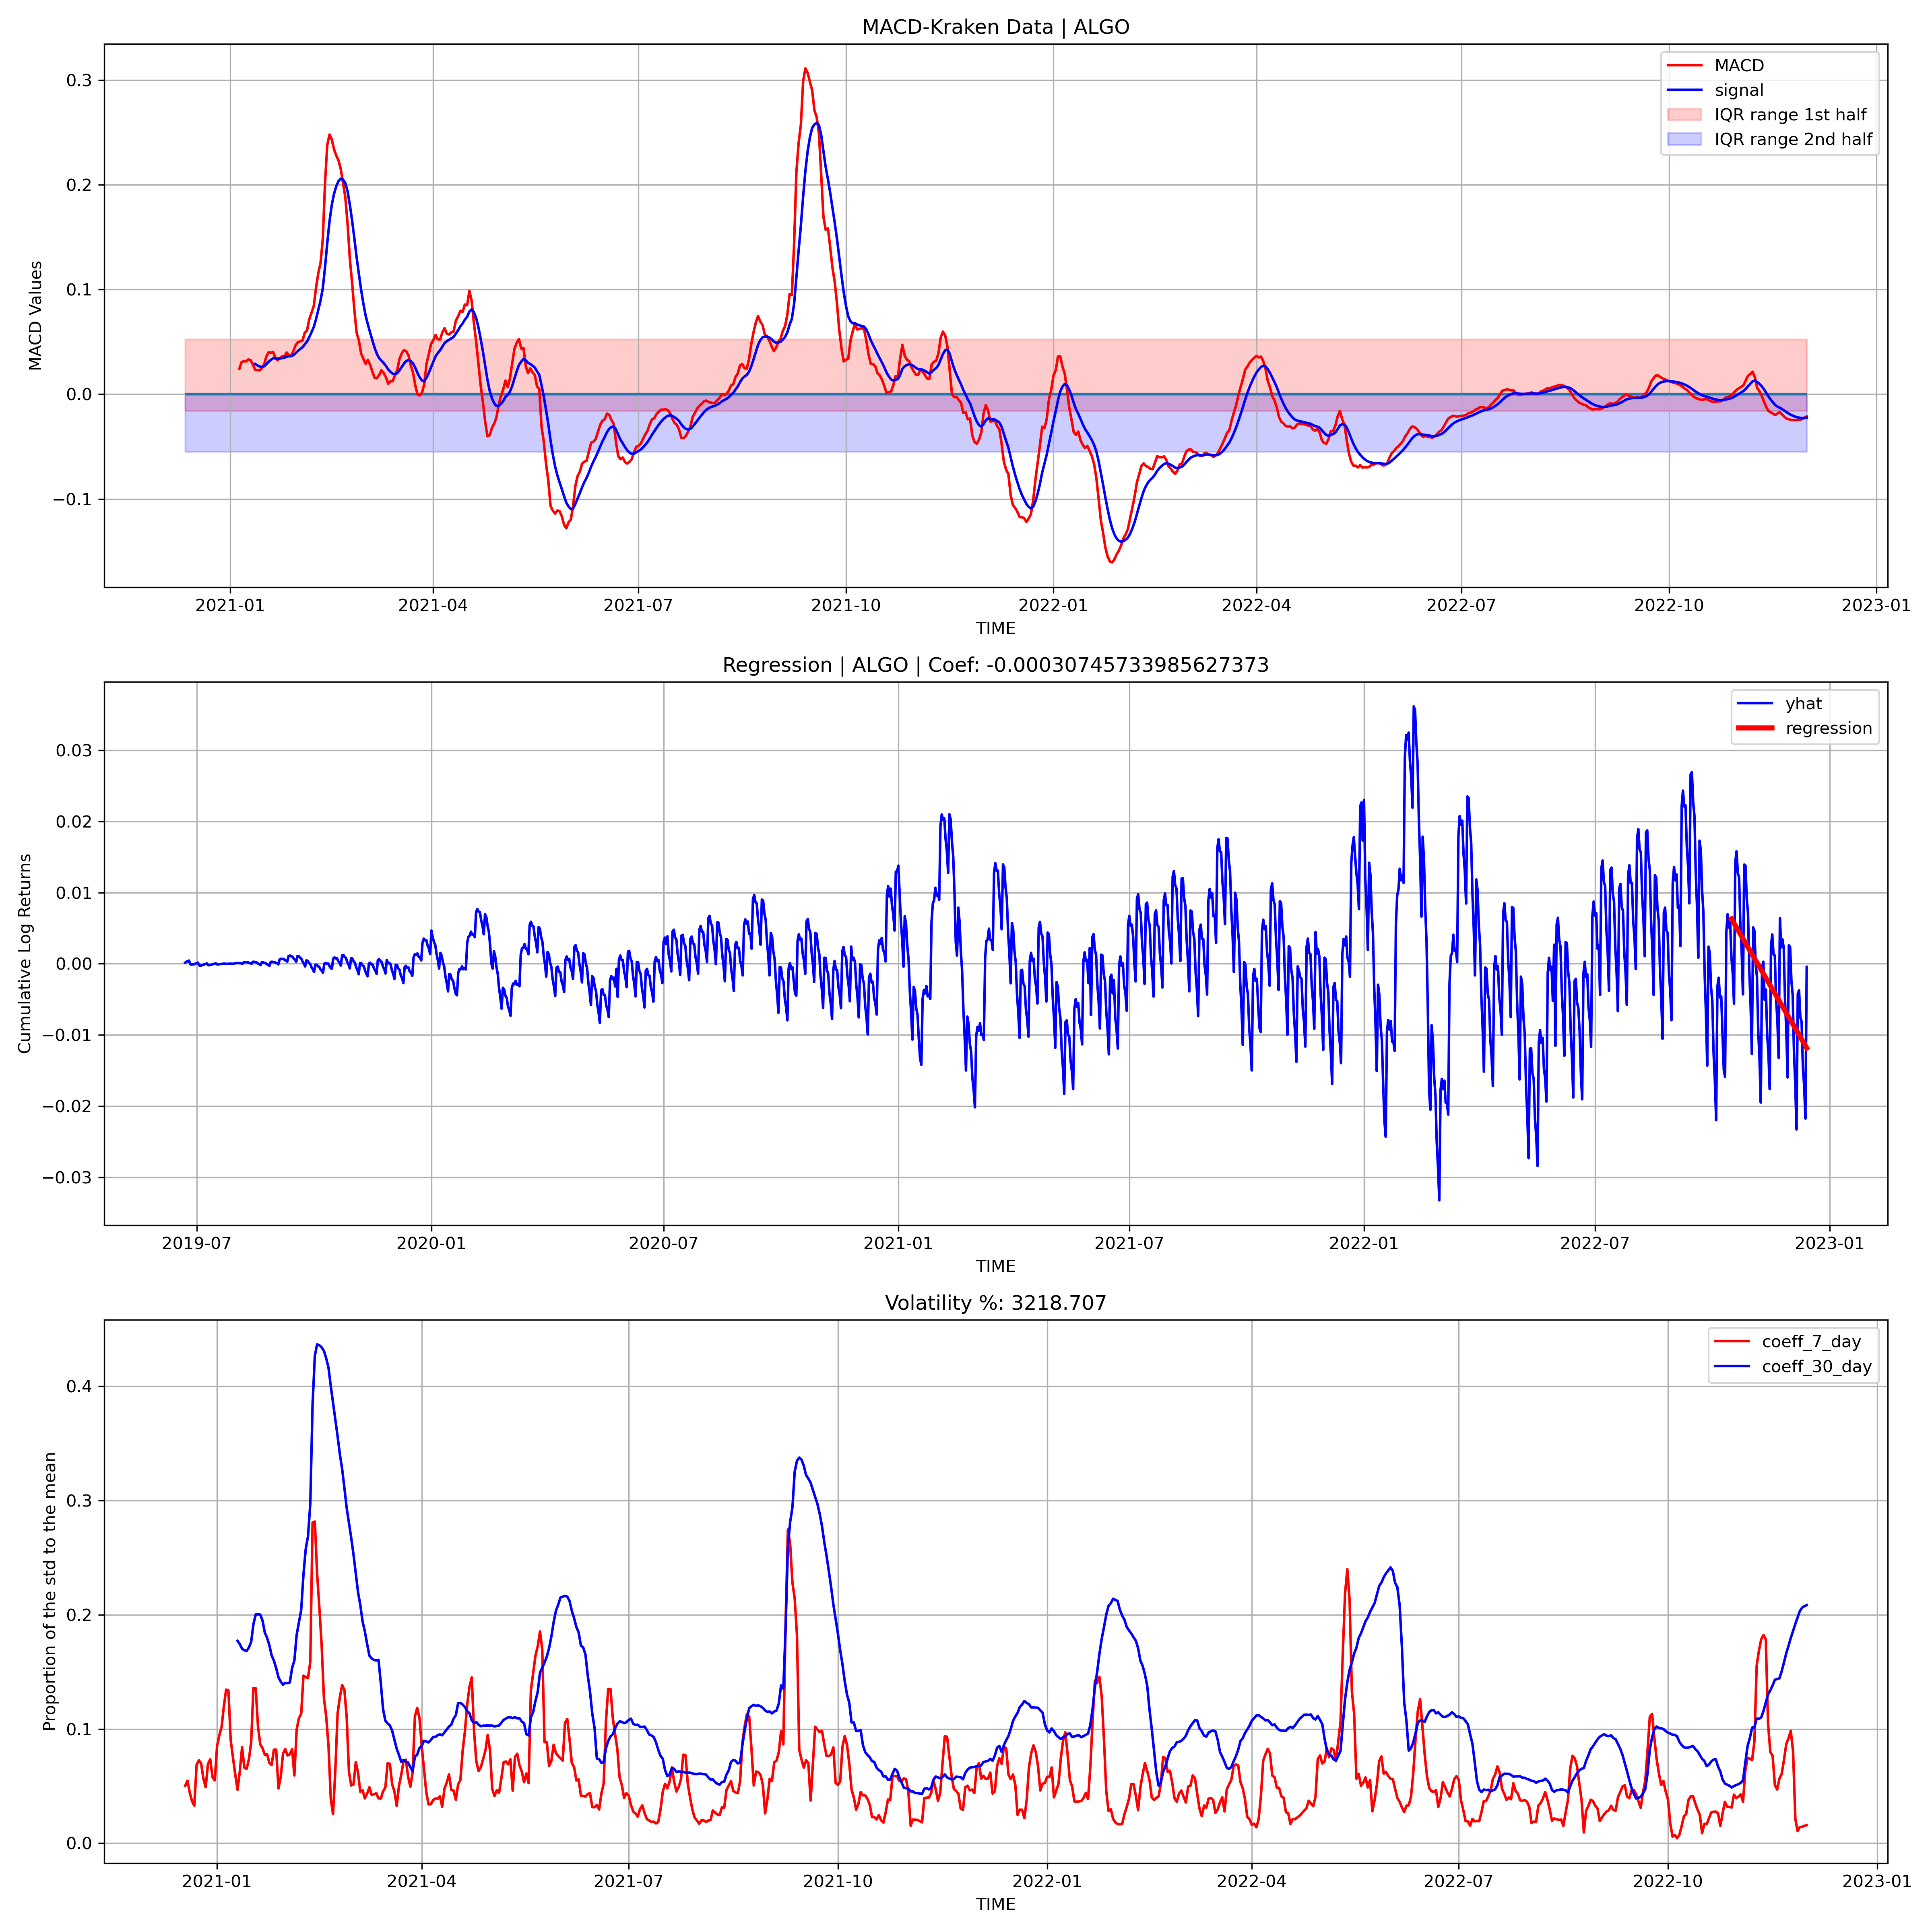 MACD-Kraken Data | ALGO
MACD Values
0.3
0.2
0.1
0.0
−0.1
MACD
signal
IQR range 1st half
IQR range 2nd half
2021-01 2021-04 2021-07 2021-10 2022-01 2022-04 2022-07 2022-10 2023-01
TIME
Regression | ALGO | Coef: -0.00030745733985627373
Cumulative Log Returns
0.03
0.02
0.01
0.00
−0.01
−0.02
−0.03
yhat
regression
2019-07 2020-01 2020-07 2021-01 2021-07 2022-01 2022-07 2023-01
TIME
Volatility %: 3218.707
Proportion of the std to the mean
0.4
0.3
0.2
0.1
0.0
coeff_7_day
coeff_30_day
2021-01 2021-04 2021-07 2021-10 2022-01 2022-04 2022-07 2022-10 2023-01
TIME